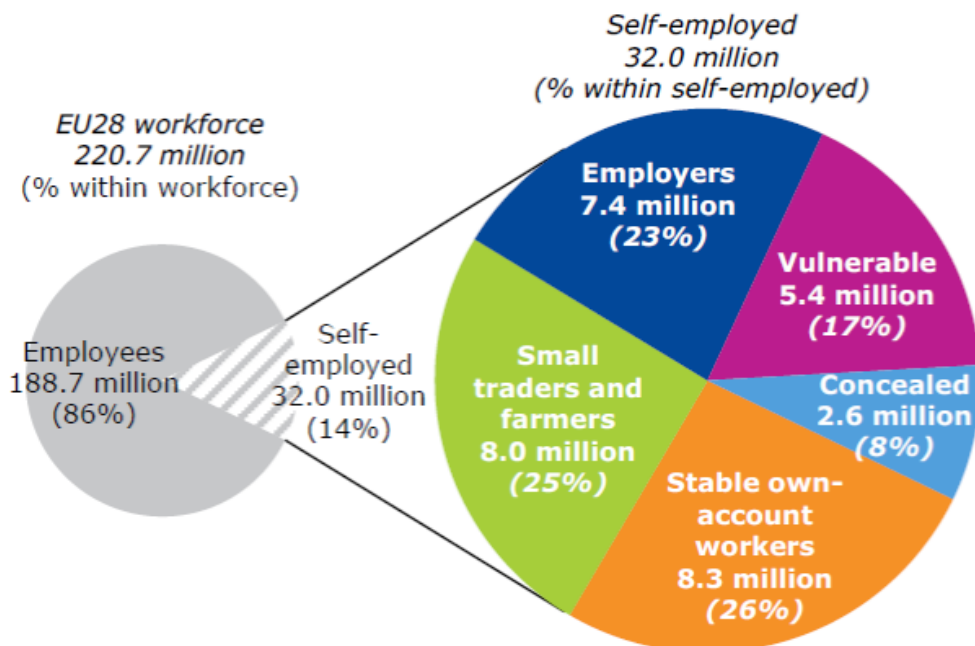 EU28 workforce
220.7 million
(% within workforce)
Employees
188.7 million
(86%)
Self-
employed
32.0 million
(14%)
Self-employed
32.0 million
(% within self-employed)
Employers
7.4 million
(23%)
Vulnerable
5.4 million
(17%)
Concealed
2.6 million
(8%)
Stable own-
account
workers
8.3 million
(26%)
Small
traders and
farmers
8.0 million
(25%)